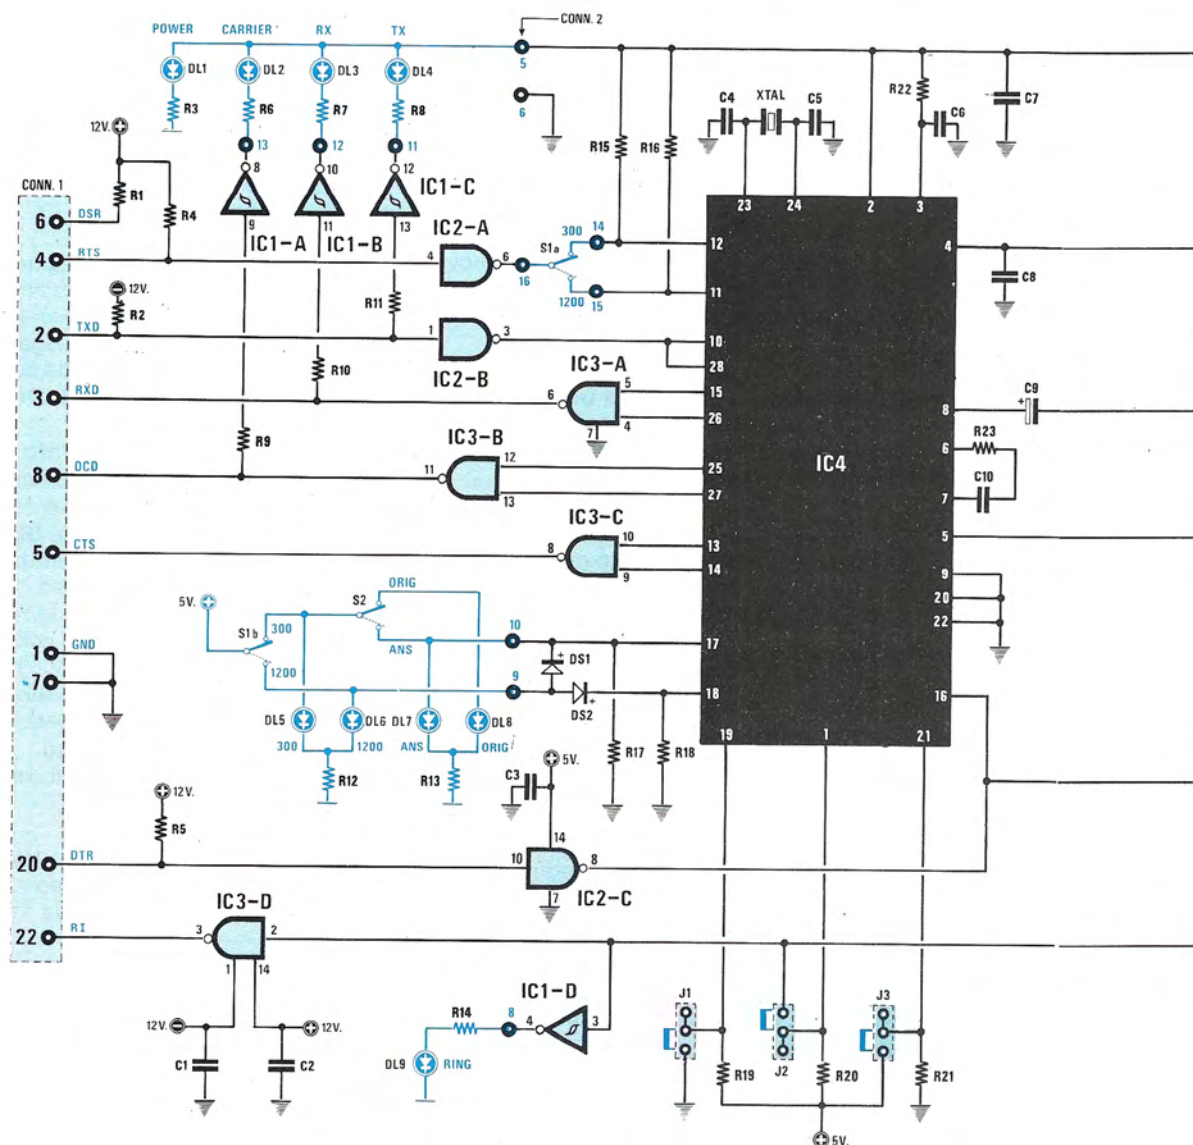 CONN. 2
POWER CARRIER RX TX
5
DL1 DL2 DL3 DL4
R3 R6 R7 R8
6
12V.
13 12 11
8 10 12
IC1-C
9 11 13
IC1-A IC1-B
R15 R16
C4 XTAL C5
R22 C6 C7
23 24 2 3
CONN. 1
R1
R4
6 DSR
4 RTS
IC2-A
4 6
16
S1a
300 14
1200 15
12
11
4
C8
12V.
R2
2 TXD
R11
1 3
IC2-B
10
28
R10
IC3-A
3 RXD
6 5
4
7
15
26
8
C9
+
IC4
6 R23
C10
7
R9
IC3-B
8 DCD
11 12
13
25
27
IC3-C
5 CTS
8 10
9
13
14
5
9
20
22
5V.
S1b
300
1200
S2
ORIG
ANS
10
9
DS1
+
DS2
+
17
18
16
1 GND
7
DL5 DL6 DL7 DL8
300 1200 ANS ORIG
R12 R13
R17 R18
19 1 21
12V.
R5
C3
5V.
14
20 DTR
10 8
7
IC2-C
IC3-D
22 RI
3 2
1 14
12V. 12V.
C1 C2
IC1-D
R14
8 4 3
DL9 RING
J1 J2 J3
R19 R20 R21
5V.